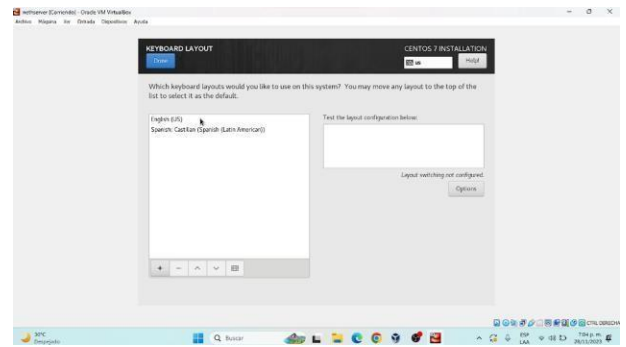 mithserver [Corriendo] - Oracle VM VirtualBox
Archivo Máquina Ver Entrada Dispositivos Ayuda
KEYBOARD LAYOUT
CENTOS 7 INSTALLATION
Done
us
Help!
Which keyboard layouts would you like to use on this system? You may move any layout to the top of the
list to select it as the default.
English (US)
Spanish; Castilian (Spanish (Latin American))
Test the layout configuration below:
Layout switching not configured.
Options
CTRL DERECHA
30°C
Despejado
Buscar
ESP
LAA
7:04 p. m.
26/11/2023